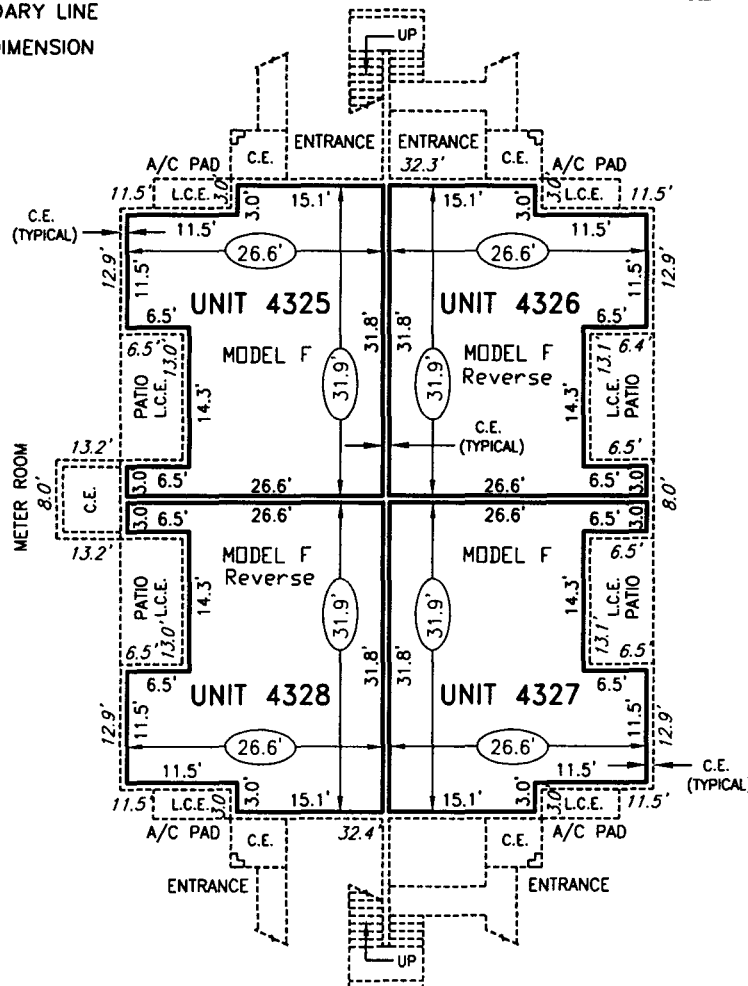 DARY LINE
DIMENSION
UP
C.E.
ENTRANCE
ENTRANCE
C.E.
32.3'
A/C PAD
A/C PAD
11.5'
L.C.E.
3.0'
15.1'
15.1'
3.0'
L.C.E.
11.5'
C.E.
(TYPICAL)
11.5'
11.5'
12.9'
11.5'
26.6'
26.6'
11.5'
12.9'
UNIT 4325
UNIT 4326
6.5'
31.8'
31.8'
6.5'
6.5'
13.0'
MODEL F
MODEL F
Reverse
13.1'
6.4'
PATIO
L.C.E.
14.3'
31.9'
31.9'
14.3'
L.C.E.
PATIO
C.E.
(TYPICAL)
13.2'
6.5'
METER ROOM
8.0'
C.E.
3.0'
6.5'
26.6'
26.6'
6.5'
3.0'
8.0'
3.0'
6.5'
26.6'
26.6'
6.5'
3.0'
13.2'
MODEL F
Reverse
MODEL F
6.5'
PATIO
L.C.E.
14.3'
31.9'
31.9'
14.3'
L.C.E.
PATIO
6.5'
13.0'
13.1'
6.5'
6.5'
31.8'
31.8'
6.5'
UNIT 4328
UNIT 4327
12.9'
11.5'
26.6'
26.6'
11.5'
12.9'
11.5'
11.5'
C.E.
(TYPICAL)
11.5'
L.C.E.
3.0'
15.1'
15.1'
3.0'
L.C.E.
11.5'
A/C PAD
32.4'
A/C PAD
C.E.
C.E.
ENTRANCE
ENTRANCE
UP